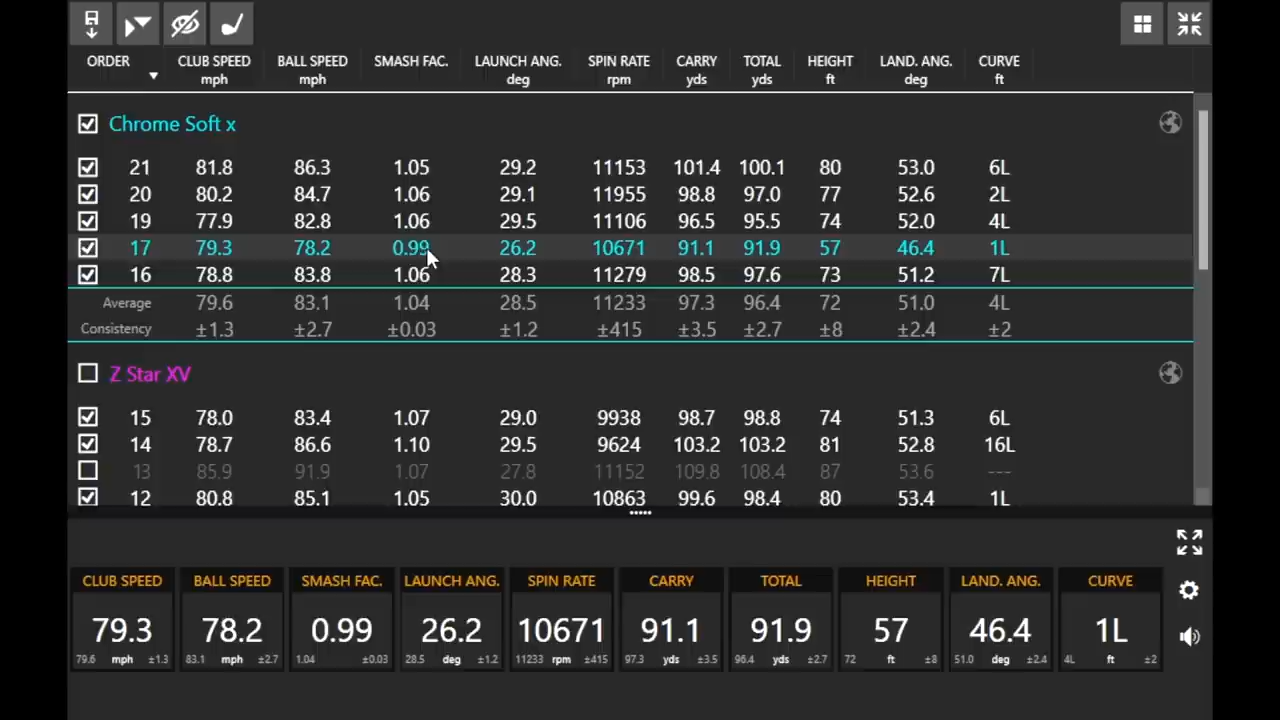 ORDER CLUB SPEED BALL SPEED SMASH FAC. LAUNCH ANG. SPIN RATE CARRY TOTAL HEIGHT LAND. ANG. CURVE
mph mph deg rpm yds yds ft deg ft
Chrome Soft x
21 81.8 86.3 1.05 29.2 11153 101.4 100.1 80 53.0 6L
20 80.2 84.7 1.06 29.1 11955 98.8 97.0 77 52.6 2L
19 77.9 82.8 1.06 29.5 11106 96.5 95.5 74 52.0 4L
17 79.3 78.2 0.99 26.2 10671 91.1 91.9 57 46.4 1L
16 78.8 83.8 1.06 28.3 11279 98.5 97.6 73 51.2 7L
Average 79.6 83.1 1.04 28.5 11233 97.3 96.4 72 51.0 4L
Consistency ±1.3 ±2.7 ±0.03 ±1.2 ±415 ±3.5 ±2.7 ±8 ±2.4 ±2
Z Star XV
15 78.0 83.4 1.07 29.0 9938 98.7 98.8 74 51.3 6L
14 78.7 86.6 1.10 29.5 9624 103.2 103.2 81 52.8 16L
13 85.9 91.9 1.07 27.8 11152 109.8 108.4 87 53.6 ---
12 80.8 85.1 1.05 30.0 10863 99.6 98.4 80 53.4 1L
CLUB SPEED BALL SPEED SMASH FAC. LAUNCH ANG. SPIN RATE CARRY TOTAL HEIGHT LAND. ANG. CURVE
79.3 78.2 0.99 26.2 10671 91.1 91.9 57 46.4 1L
79.6 mph ±1.3 83.1 mph ±2.7 1.04 ±0.03 28.5 deg ±1.2 11233 rpm ±415 97.3 yds ±3.5 96.4 yds ±2.7 72 ft ±8 51.0 deg ±2.4 4L ft ±2